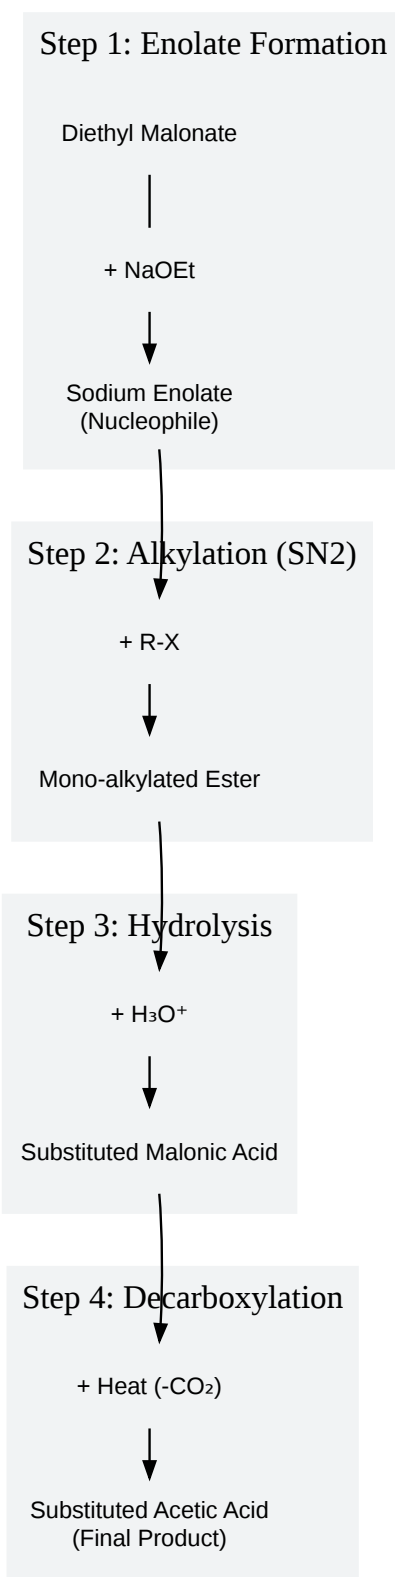 Step 1: Enolate Formation
Diethyl Malonate
+ NaOEt
Sodium Enolate
(Nucleophile)
Step 2: Alkylation (SN2)
+ R-X
Mono-alkylated Ester
Step 3: Hydrolysis
+ H₃O⁺
Substituted Malonic Acid
Step 4: Decarboxylation
+ Heat (-CO₂)
Substituted Acetic Acid
(Final Product)